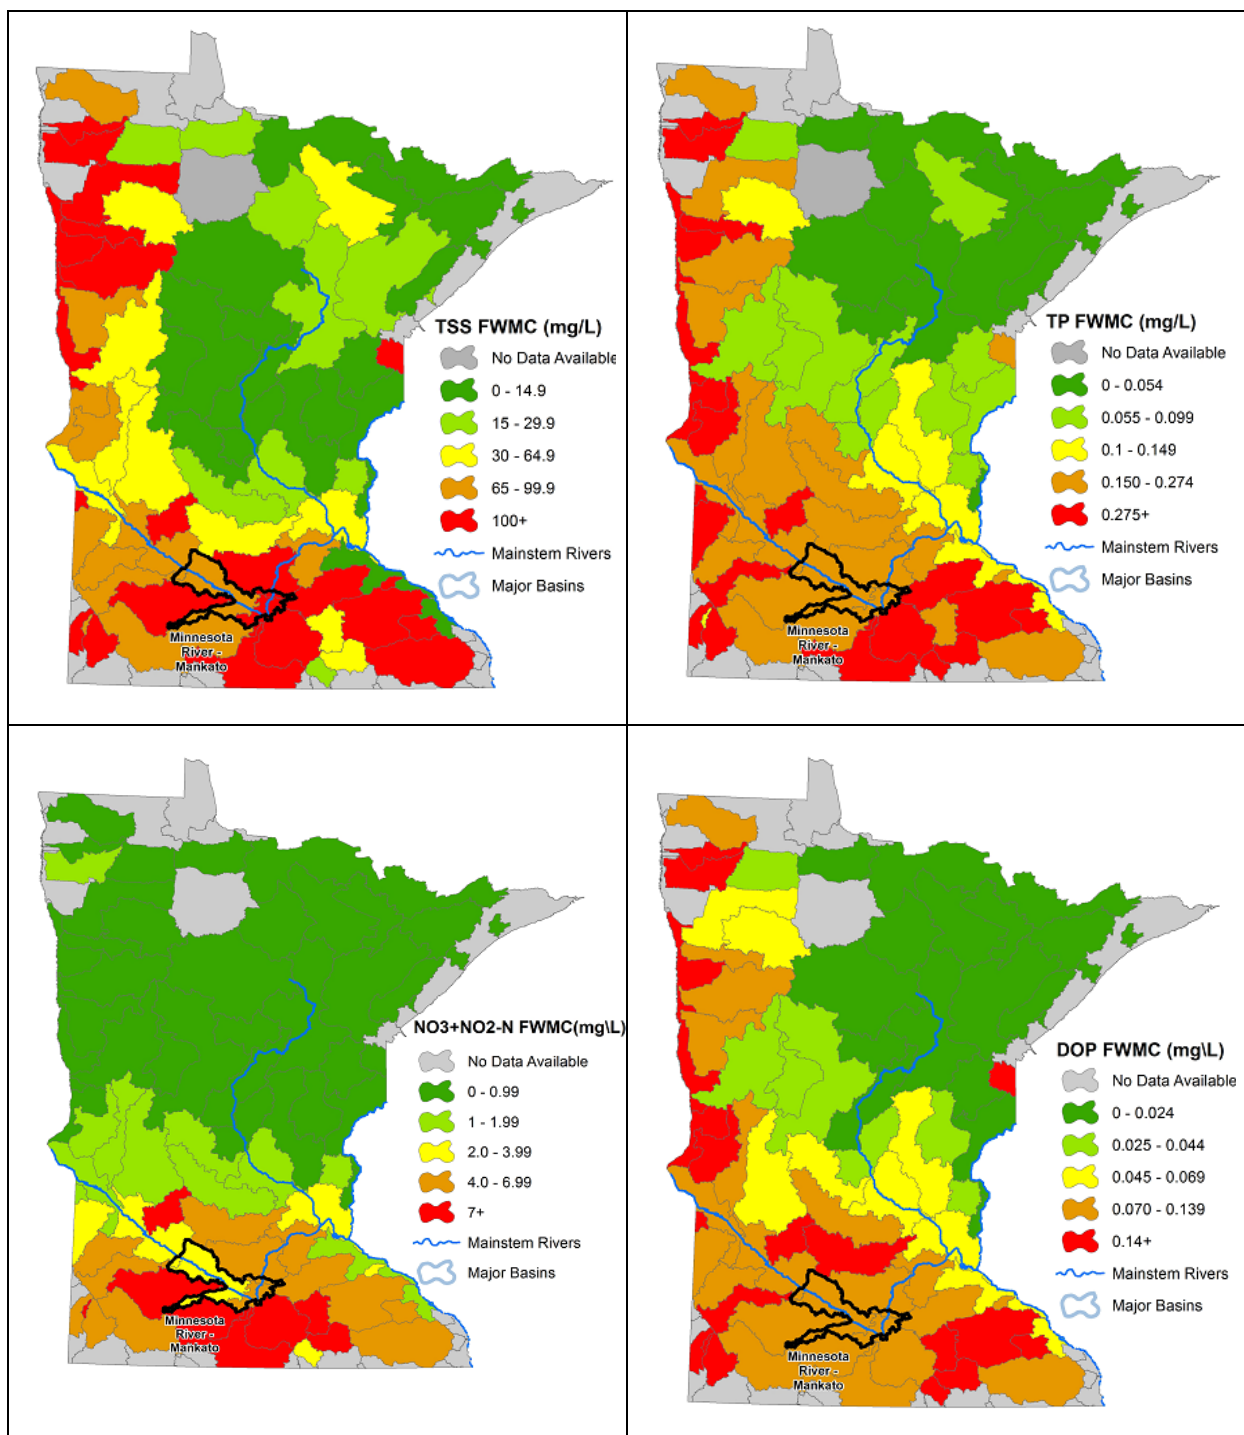 TSS FWMC (mg/L)
No Data Available
0 - 14.9
15 - 29.9
30 - 64.9
65 - 99.9
100+
Mainstem Rivers
Major Basins
Minnesota
River -
Mankato
TP FWMC (mg/L)
No Data Available
0 - 0.054
0.055 - 0.099
0.1 - 0.149
0.150 - 0.274
0.275+
Mainstem Rivers
Major Basins
Minnesota
River -
Mankato
NO3+NO2-N FWMC(mg\L)
No Data Available
0 - 0.99
1 - 1.99
2.0 - 3.99
4.0 - 6.99
7+
Mainstem Rivers
Major Basins
Minnesota
River -
Mankato
DOP FWMC (mg\L)
No Data Available
0 - 0.024
0.025 - 0.044
0.045 - 0.069
0.070 - 0.139
0.14+
Mainstem Rivers
Major Basins
Minnesota
River -
Mankato